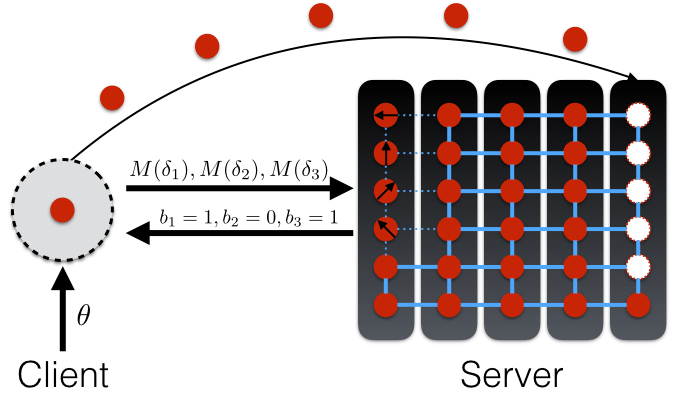 M(δ₁), M(δ₂), M(δ₃)
b₁ = 1, b₂ = 0, b₃ = 1
θ
Client
Server